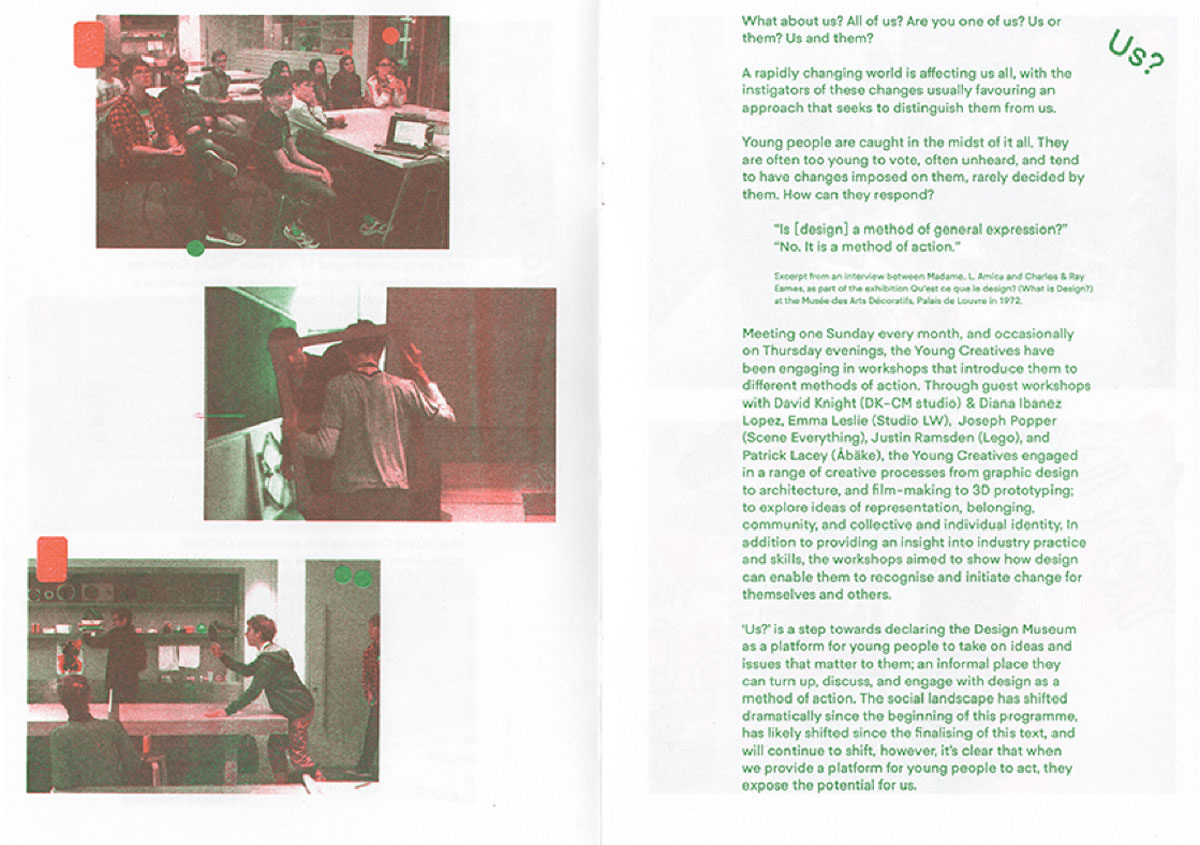 What about us? All of us? Are you one of us? Us or
them? Us and them?
Us?
A rapidly changing world is affecting us all, with the
instigators of these changes usually favouring an
approach that seeks to distinguish them from us.
Young people are caught in the midst of it all. They
are often too young to vote, often unheard, and tend
to have changes imposed on them, rarely decided by
them. How can they respond?
“Is [design] a method of general expression?”
“No. It is a method of action.”
Excerpt from an interview between Madame. L. Amica and Charles & Ray
Eames, as part of the exhibition Qu'est ce que le design? (What is Design?)
at the Musée des Arts Décoratifs, Palais de Louvre in 1972.
Meeting one Sunday every month, and occasionally
on Thursday evenings, the Young Creatives have
been engaging in workshops that introduce them to
different methods of action. Through guest workshops
with David Knight (DK-CM studio) & Diana Ibanez
Lopez, Emma Leslie (Studio LW), Joseph Popper
(Scene Everything), Justin Ramsden (Lego), and
Patrick Lacey (Åbäke), the Young Creatives engaged
in a range of creative processes from graphic design
to architecture, and film-making to 3D prototyping;
to explore ideas of representation, belonging,
community, and collective and individual identity. In
addition to providing an insight into industry practice
and skills, the workshops aimed to show how design
can enable them to recognise and initiate change for
themselves and others.
‘Us?’ is a step towards declaring the Design Museum
as a platform for young people to take on ideas and
issues that matter to them; an informal place they
can turn up, discuss, and engage with design as a
method of action. The social landscape has shifted
dramatically since the beginning of this programme,
has likely shifted since the finalising of this text, and
will continue to shift, however, it's clear that when
we provide a platform for young people to act, they
expose the potential for us.